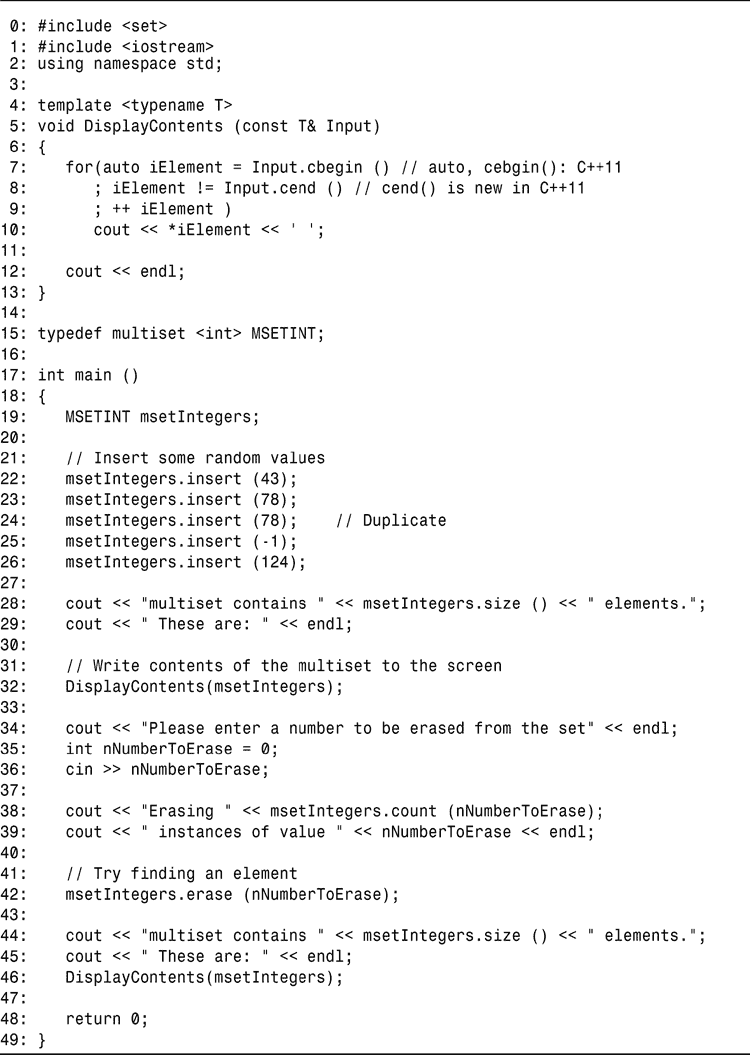 0: #include <set>
1: #include <iostream>
2: using namespace std;
3:
4: template <typename T>
5: void DisplayContents (const T& Input)
6: {
7:    for(auto iElement = Input.cbegin () // auto, cebgin(): C++11
8:       ; iElement != Input.cend () // cend() is new in C++11
9:       ; ++ iElement )
10:       cout << *iElement << ' ';
11:
12:    cout << endl;
13: }
14:
15: typedef multiset <int> MSETINT;
16:
17: int main ()
18: {
19:    MSETINT msetIntegers;
20:
21:    // Insert some random values
22:    msetIntegers.insert (43);
23:    msetIntegers.insert (78);
24:    msetIntegers.insert (78);    // Duplicate
25:    msetIntegers.insert (-1);
26:    msetIntegers.insert (124);
27:
28:    cout << "multiset contains " << msetIntegers.size () << " elements.";
29:    cout << " These are: " << endl;
30:
31:    // Write contents of the multiset to the screen
32:    DisplayContents(msetIntegers);
33:
34:    cout << "Please enter a number to be erased from the set" << endl;
35:    int nNumberToErase = 0;
36:    cin >> nNumberToErase;
37:
38:    cout << "Erasing " << msetIntegers.count (nNumberToErase);
39:    cout << " instances of value " << nNumberToErase << endl;
40:
41:    // Try finding an element
42:    msetIntegers.erase (nNumberToErase);
43:
44:    cout << "multiset contains " << msetIntegers.size () << " elements.";
45:    cout << " These are: " << endl;
46:    DisplayContents(msetIntegers);
47:
48:    return 0;
49: }